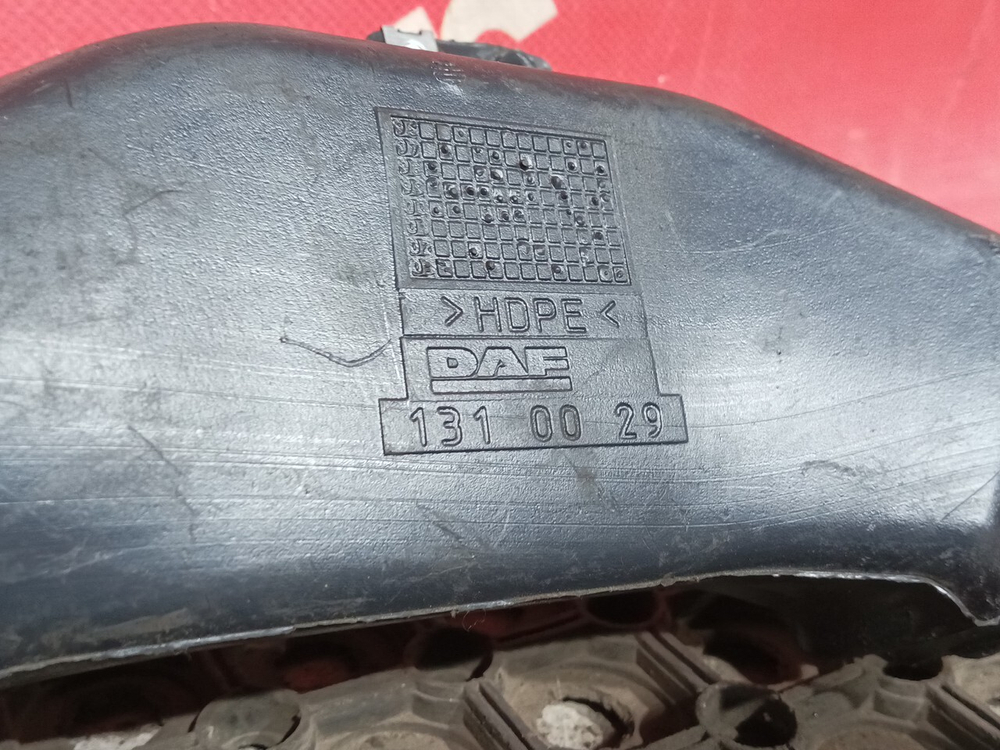 >HDPE<
DAF
131 00 29